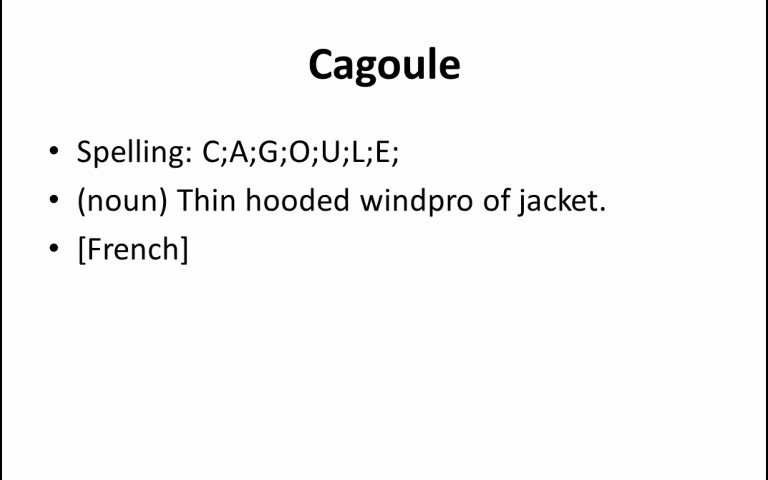 Cagoule
• Spelling: C;A;G;O;U;L;E;
• (noun) Thin hooded windpro of jacket.
• [French]